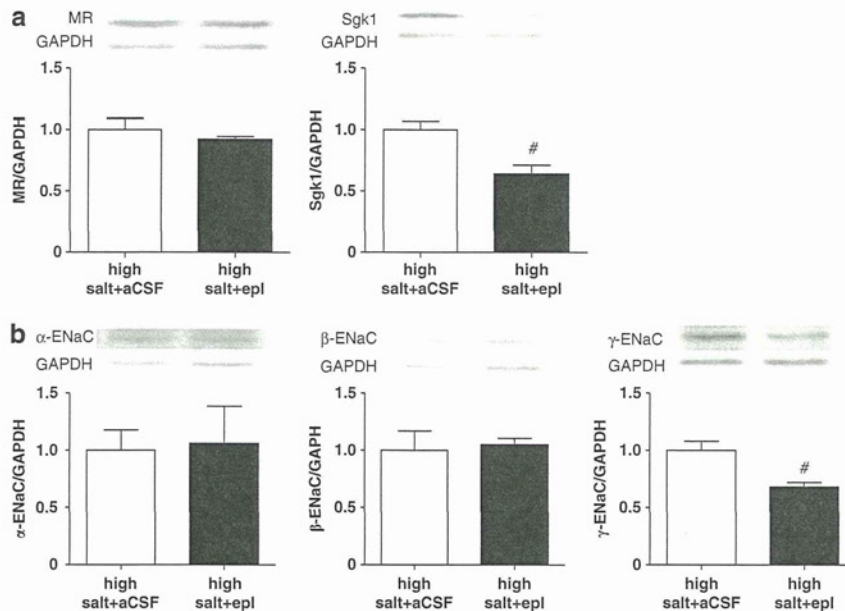 a
MR
GAPDH
1.5
1.0
0.5
0
MR/GAPDH
high salt+aCSF
high salt+epl
Sgk1
GAPDH
1.5
1.0
0.5
0
Sgk1/GAPDH
#
high salt+aCSF
high salt+epl
b
α-ENaC
GAPDH
1.5
1.0
0.5
0
α-ENaC/GAPDH
high salt+aCSF
high salt+epl
β-ENaC
GAPDH
1.5
1.0
0.5
0
β-ENaC/GAPH
high salt+aCSF
high salt+epl
γ-ENaC
GAPDH
1.5
1.0
0.5
0
γ-ENaC/GAPDH
#
high salt+aCSF
high salt+epl